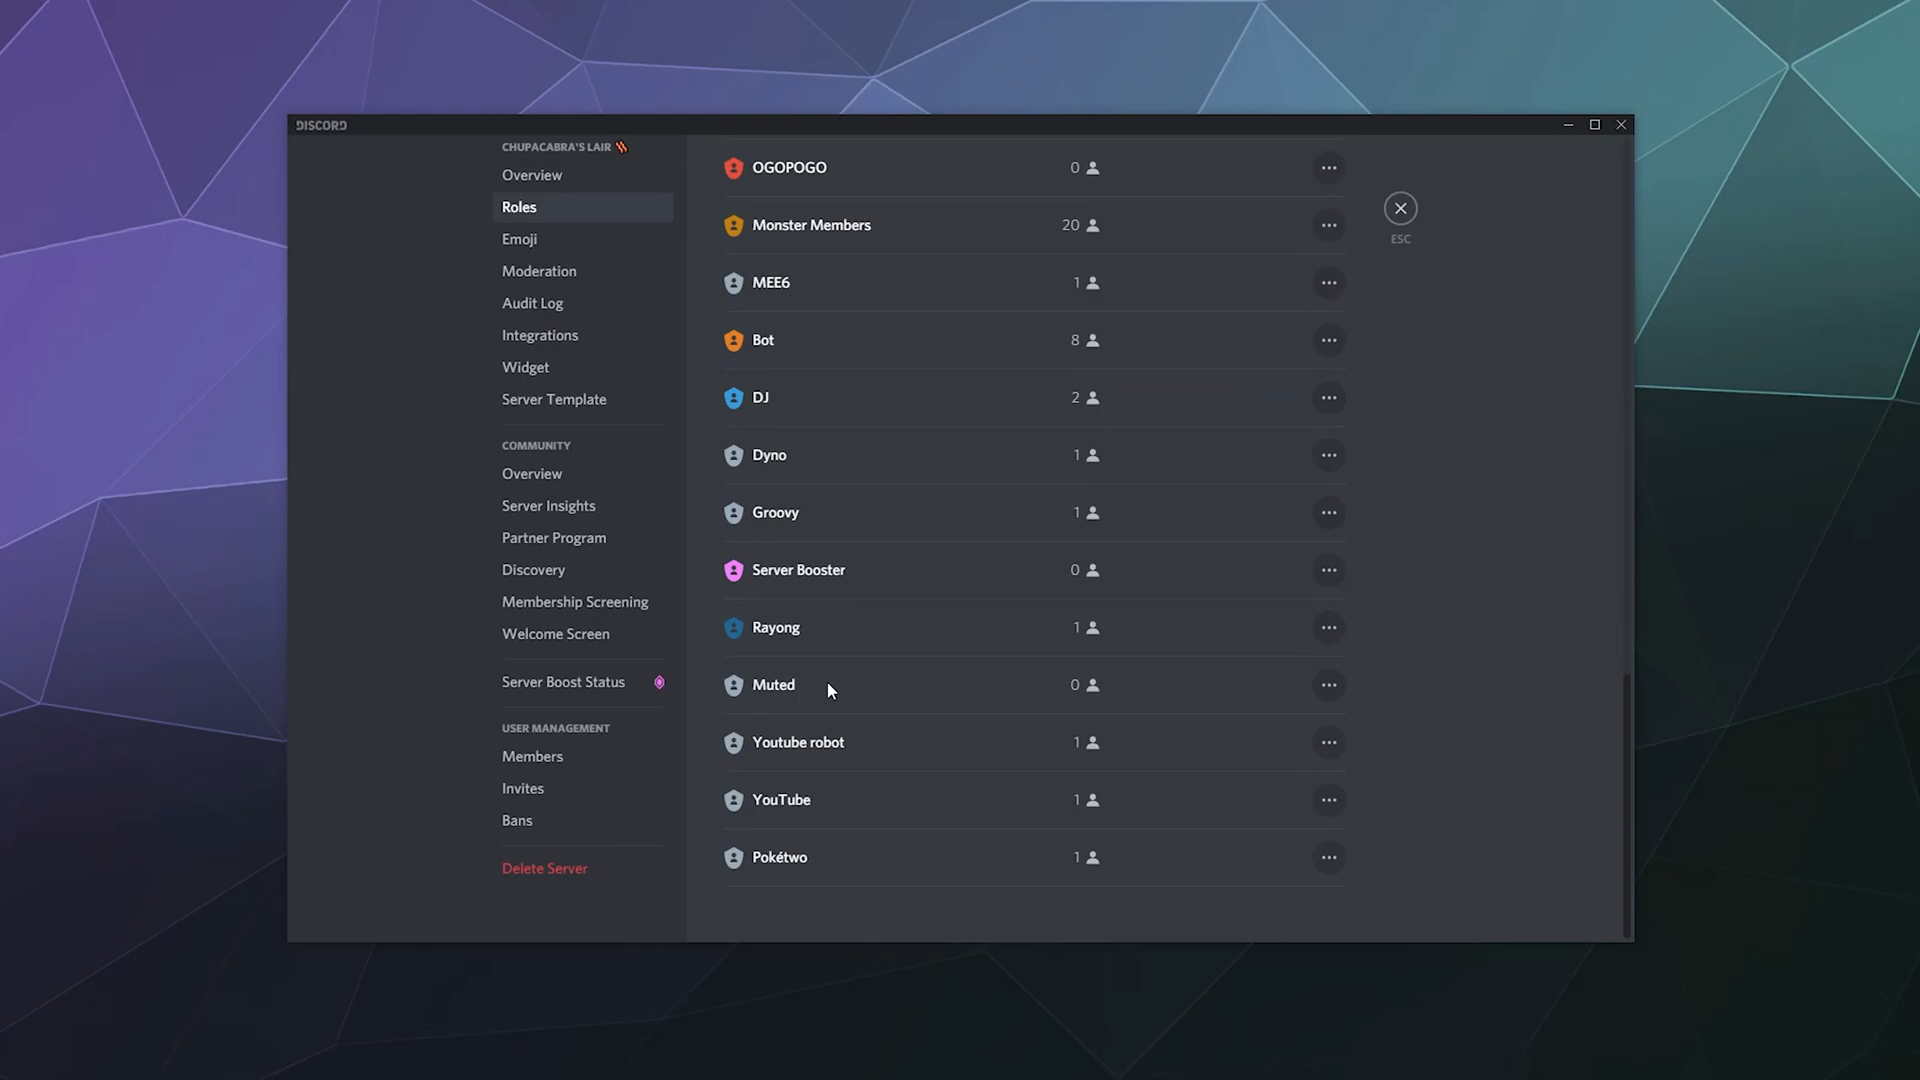 DISCORD
CHUPACABRA'S LAIR
Overview
Roles
Emoji
Moderation
Audit Log
Integrations
Widget
Server Template
COMMUNITY
Overview
Server Insights
Partner Program
Discovery
Membership Screening
Welcome Screen
Server Boost Status
USER MANAGEMENT
Members
Invites
Bans
Delete Server
OGOPOGO 0
Monster Members 20
MEE6 1
Bot 8
DJ 2
Dyno 1
Groovy 1
Server Booster 0
Rayong 1
Muted 0
Youtube robot 1
YouTube 1
Pokétwo 1
ESC